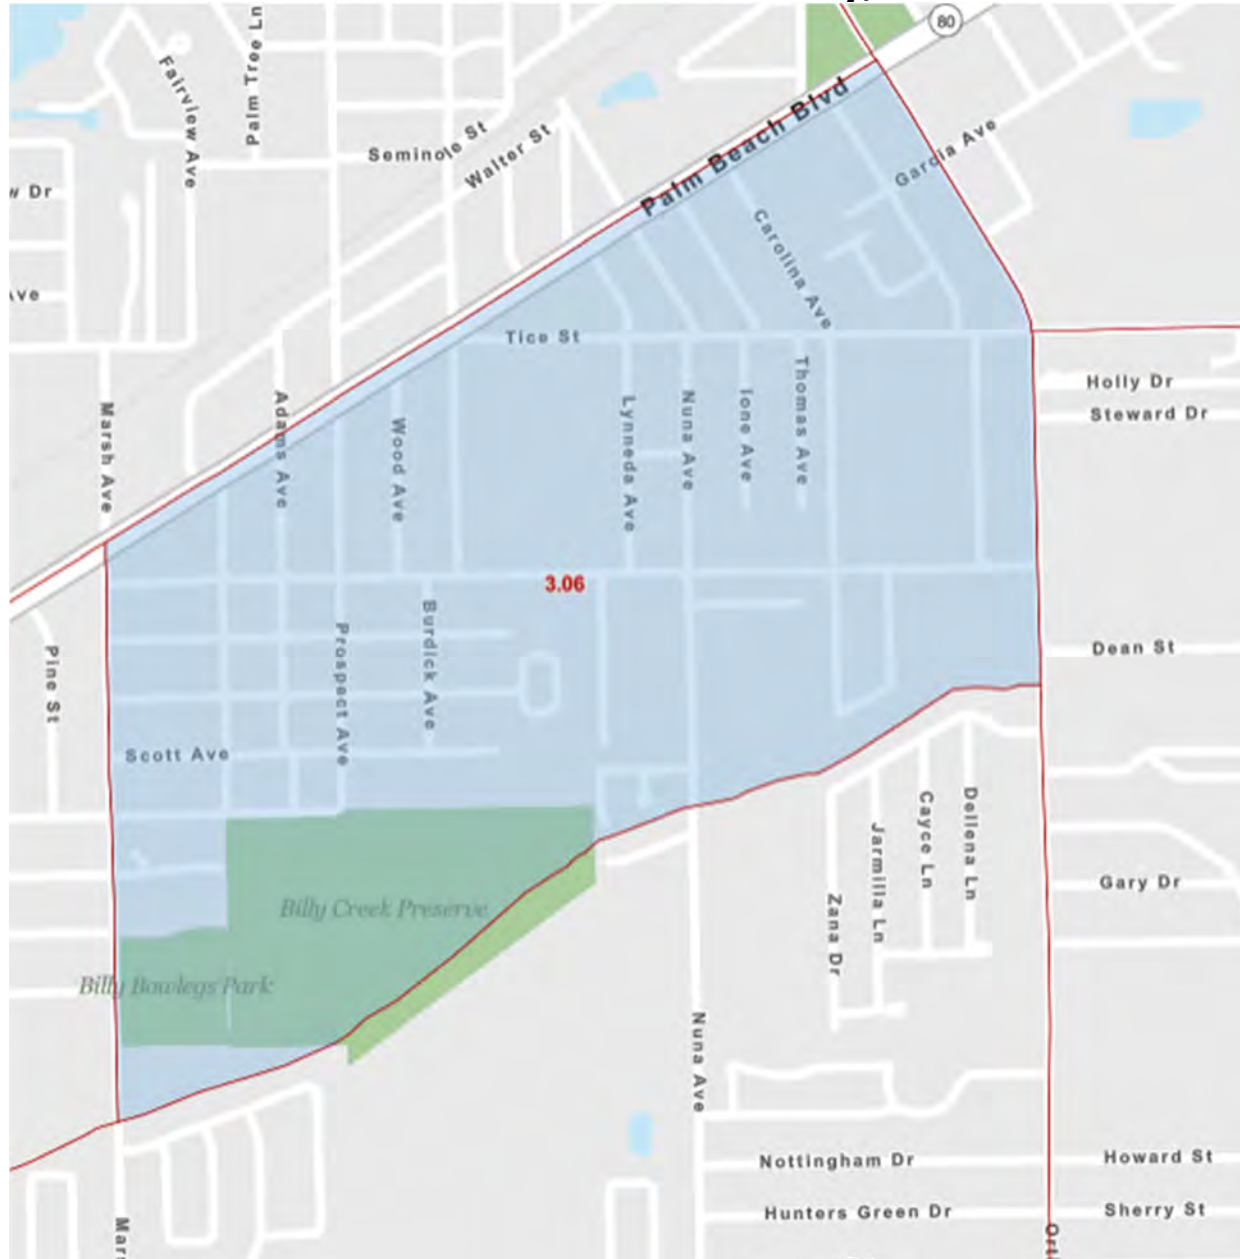 80
Palm Tree Ln
Fairview Ave
Seminole St
Walter St
Palm Beach Blvd
Garcia Ave
w Dr
Carolina Ave
Tice St
Holly Dr
Steward Dr
Marsh Ave
Adams Ave
Wood Ave
Lynneda Ave
Nuna Ave
Ione Ave
Thomas Ave
3.06
Pine St
Prospect Ave
Burdick Ave
Dean St
Scott Ave
Zana Dr
Jarmilla Ln
Cayce Ln
Dellena Ln
Gary Dr
Billy Creek Preserve
Billy Bowlegs Park
Nuna Ave
Nottingham Dr
Howard St
Hunters Green Dr
Sherry St